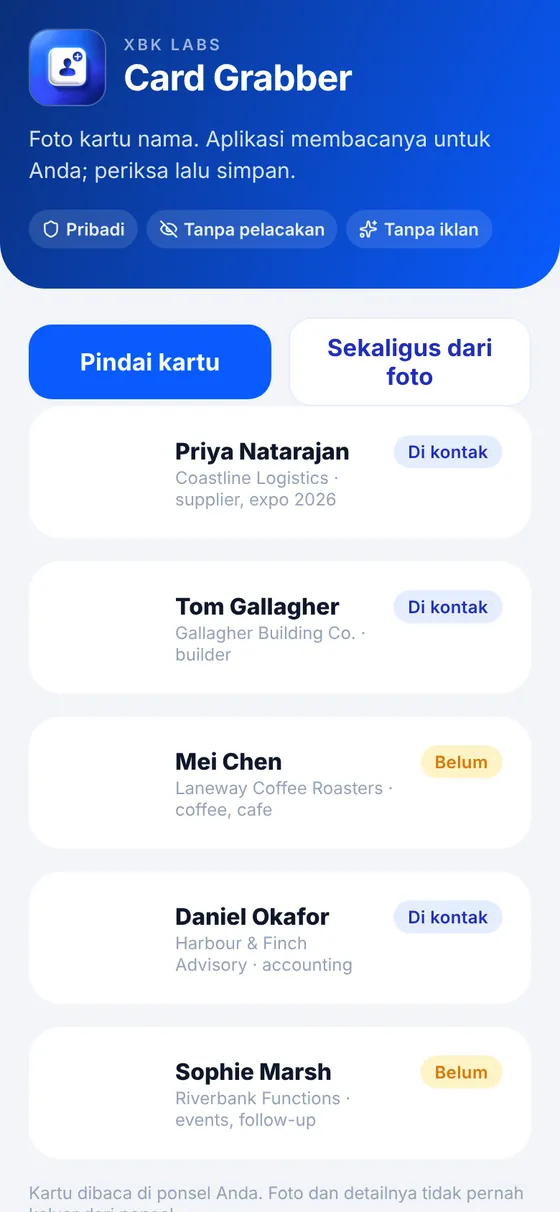 XBK LABS
Card Grabber
Foto kartu nama. Aplikasi membacanya untuk
Anda; periksa lalu simpan.
Pribadi
Tanpa pelacakan
Tanpa iklan
Pindai kartu
Sekaligus dari
foto
Priya Natarajan
Di kontak
Coastline Logistics ·
supplier, expo 2026
Tom Gallagher
Di kontak
Gallagher Building Co. ·
builder
Mei Chen
Belum
Laneway Coffee Roasters ·
coffee, cafe
Daniel Okafor
Di kontak
Harbour & Finch
Advisory · accounting
Sophie Marsh
Belum
Riverbank Functions ·
events, follow-up
Kartu dibaca di ponsel Anda. Foto dan detailnya tidak pernah